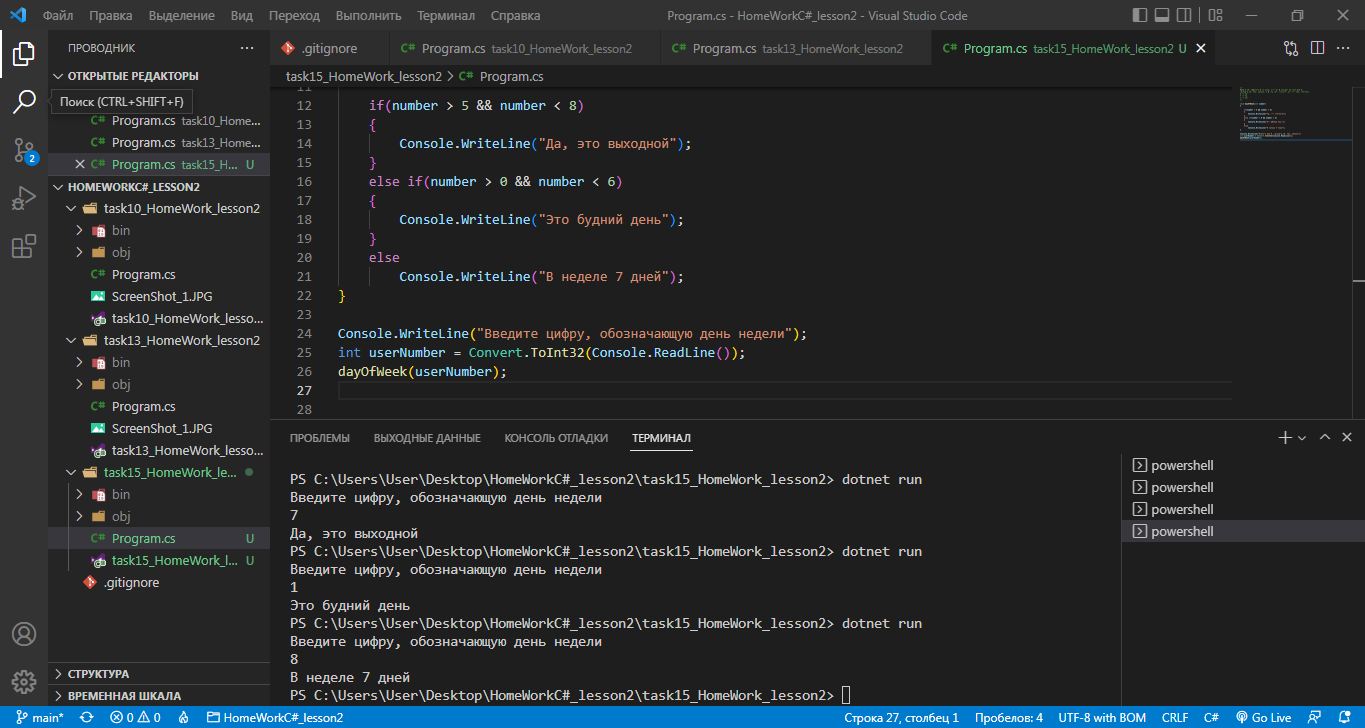 Файл Правка Выделение Вид Переход Выполнить Терминал Справка Program.cs - HomeWorkC#_lesson2 - Visual Studio Code
ПРОВОДНИК
ОТКРЫТЫЕ РЕДАКТОРЫ
Поиск (CTRL+SHIFT+F)
C# Program.cs task10_Home...
C# Program.cs task13_Home...
C# Program.cs task15_H... U
2
HOMEWORKC#_LESSON2
task10_HomeWork_lesson2
bin
obj
C# Program.cs
ScreenShot_1.JPG
task10_HomeWork_lesso...
task13_HomeWork_lesson2
bin
obj
C# Program.cs
ScreenShot_1.JPG
task13_HomeWork_lesso...
task15_HomeWork_le...
bin
obj
C# Program.cs U
task15_HomeWork_l... U
.gitignore
СТРУКТУРА
ВРЕМЕННАЯ ШКАЛА
.gitignore C# Program.cs task10_HomeWork_lesson2 C# Program.cs task13_HomeWork_lesson2 C# Program.cs task15_HomeWork_lesson2 U
task15_HomeWork_lesson2 > C# Program.cs
11
12 if(number > 5 && number < 8)
13 {
14 Console.WriteLine("Да, это выходной");
15 }
16 else if(number > 0 && number < 6)
17 {
18 Console.WriteLine("Это будний день");
19 }
20 else
21 Console.WriteLine("В неделе 7 дней");
22 }
23
24 Console.WriteLine("Введите цифру, обозначающую день недели");
25 int userNumber = Convert.ToInt32(Console.ReadLine());
26 dayOfWeek(userNumber);
27
28
ПРОБЛЕМЫ ВЫХОДНЫЕ ДАННЫЕ КОНСОЛЬ ОТЛАДКИ ТЕРМИНАЛ
PS C:\Users\User\Desktop\HomeWorkC#_lesson2\task15_HomeWork_lesson2> dotnet run
Введите цифру, обозначающую день недели
7
Да, это выходной
PS C:\Users\User\Desktop\HomeWorkC#_lesson2\task15_HomeWork_lesson2> dotnet run
Введите цифру, обозначающую день недели
1
Это будний день
PS C:\Users\User\Desktop\HomeWorkC#_lesson2\task15_HomeWork_lesson2> dotnet run
Введите цифру, обозначающую день недели
8
В неделе 7 дней
PS C:\Users\User\Desktop\HomeWorkC#_lesson2\task15_HomeWork_lesson2>
powershell
powershell
powershell
powershell
main* 0 0 HomeWorkC#_lesson2 Строка 27, столбец 1 Пробелов: 4 UTF-8 with BOM CRLF C# Go Live